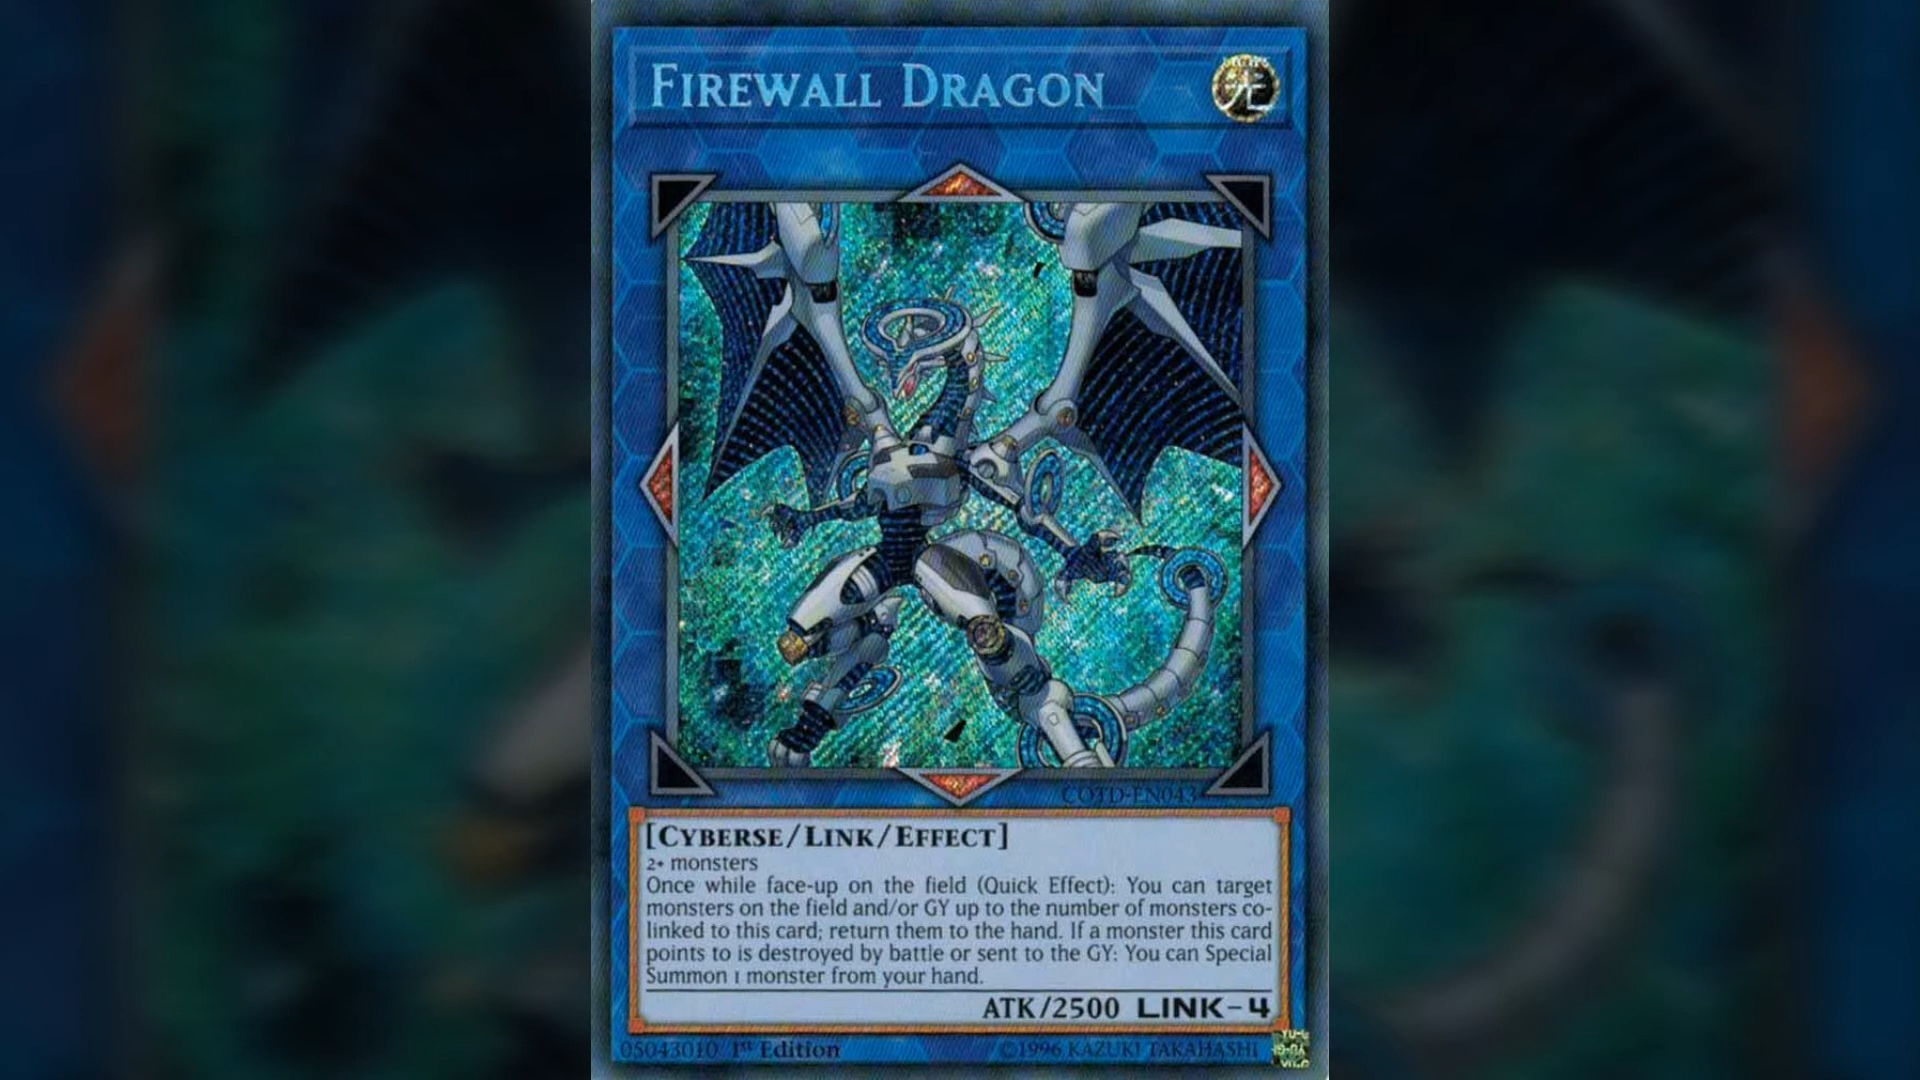 FIREWALL DRAGON
光
COTD-EN043
[CYBERSE/LINK/EFFECT]
2+ monsters
Once while face-up on the field (Quick Effect): You can target
monsters on the field and/or GY up to the number of monsters co-
linked to this card; return them to the hand. If a monster this card
points to is destroyed by battle or sent to the GY: You can Special
Summon 1 monster from your hand.
ATK/2500 LINK-4
05043010 1st Edition ©1996 KAZUKI TAKAHASHI